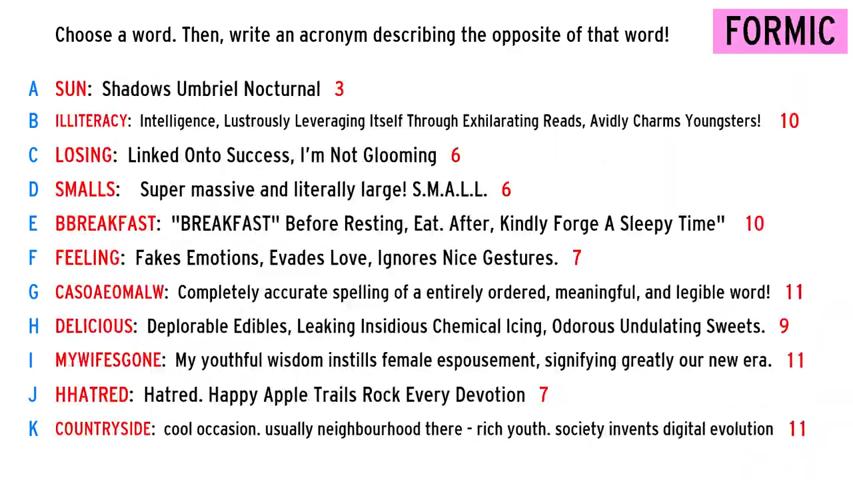 Choose a word. Then, write an acronym describing the opposite of that word!
FORMIC
A SUN: Shadows Umbriel Nocturnal 3
B ILLITERACY: Intelligence, Lustrously Leveraging Itself Through Exhilarating Reads, Avidly Charms Youngsters! 10
C LOSING: Linked Onto Success, I'm Not Glooming 6
D SMALLS: Super massive and literally large! S.M.A.L.L. 6
E BBREAKFAST: "BREAKFAST" Before Resting, Eat. After, Kindly Forge A Sleepy Time" 10
F FEELING: Fakes Emotions, Evades Love, Ignores Nice Gestures. 7
G CASOAEOMALW: Completely accurate spelling of a entirely ordered, meaningful, and legible word! 11
H DELICIOUS: Deplorable Edibles, Leaking Insidious Chemical Icing, Odorous Undulating Sweets. 9
I MYWIFESGONE: My youthful wisdom instills female espousement, signifying greatly our new era. 11
J HHATRED: Hatred. Happy Apple Trails Rock Every Devotion 7
K COUNTRYSIDE: cool occasion. usually neighbourhood there - rich youth. society invents digital evolution 11